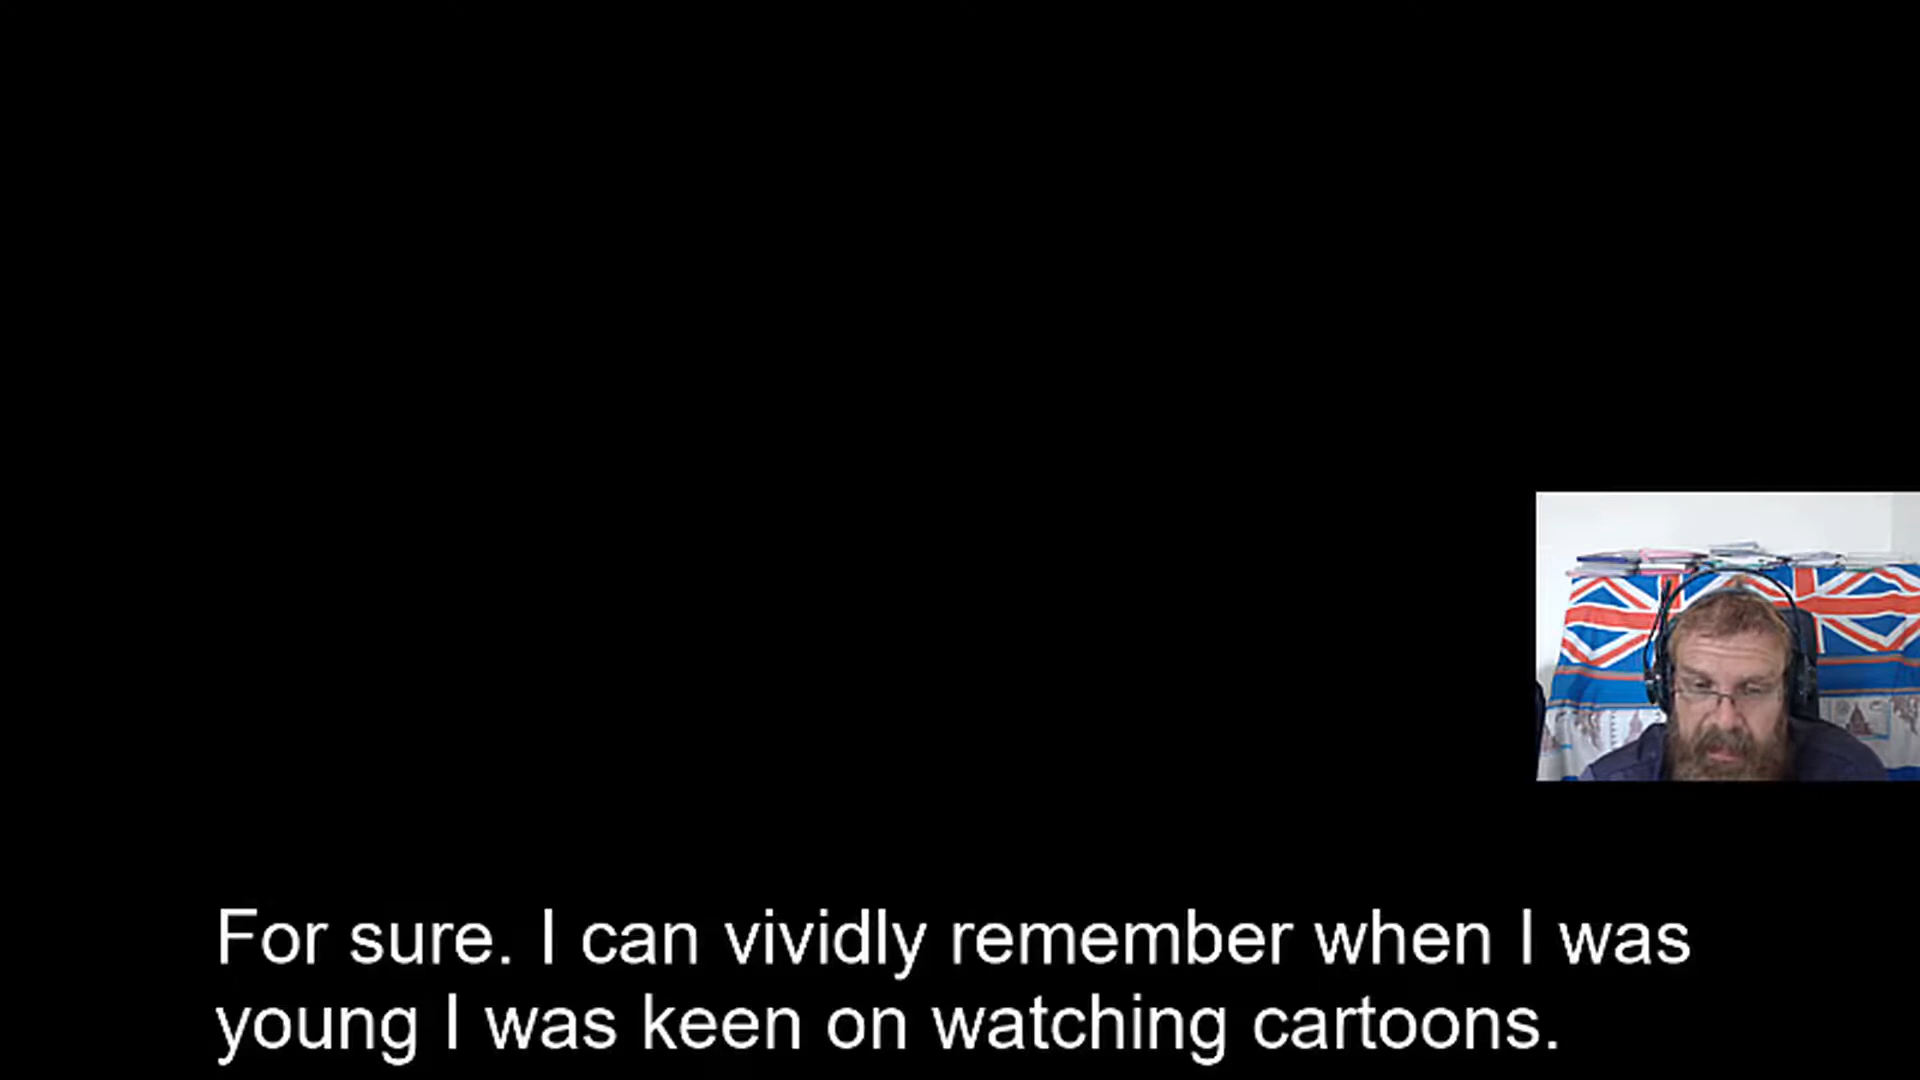 For sure. I can vividly remember when I was
young I was keen on watching cartoons.